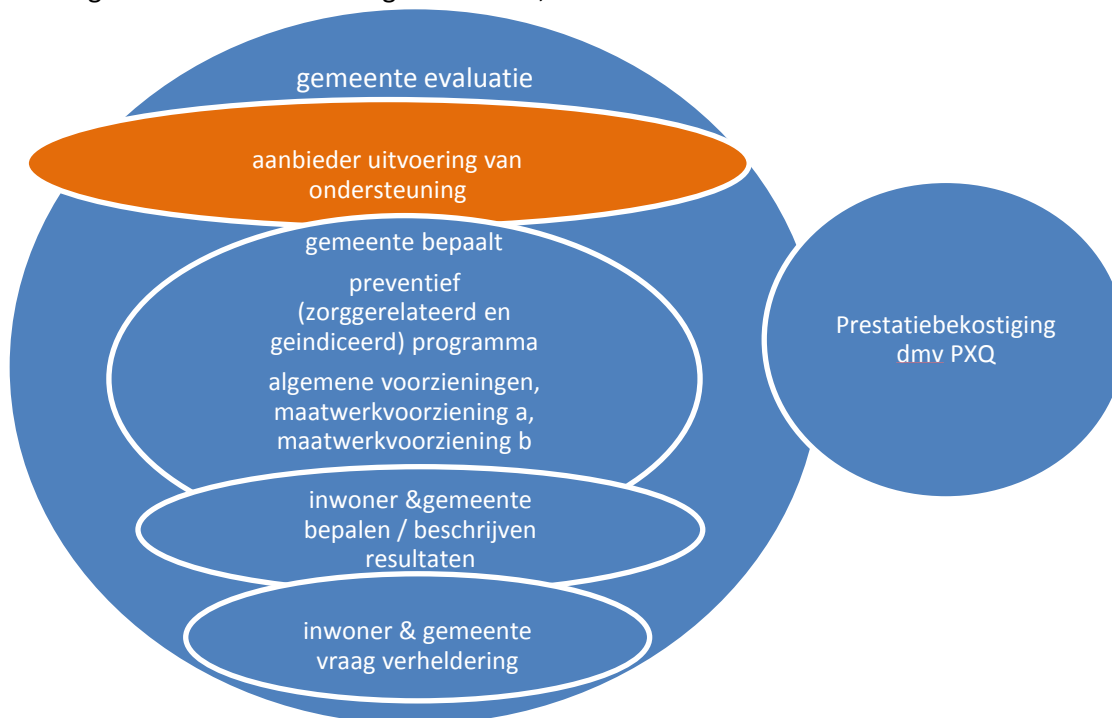 gemeente evaluatie
aanbieder uitvoering van
ondersteuning
gemeente bepaalt
preventief
(zorggerelateerd en
geindiceerd) programma
algemene voorzieningen,
maatwerkvoorziening a,
maatwerkvoorziening b
inwoner &gemeente
bepalen / beschrijven
resultaten
inwoner & gemeente
vraag verheldering
Prestatiebekostiging
dmv PXQ